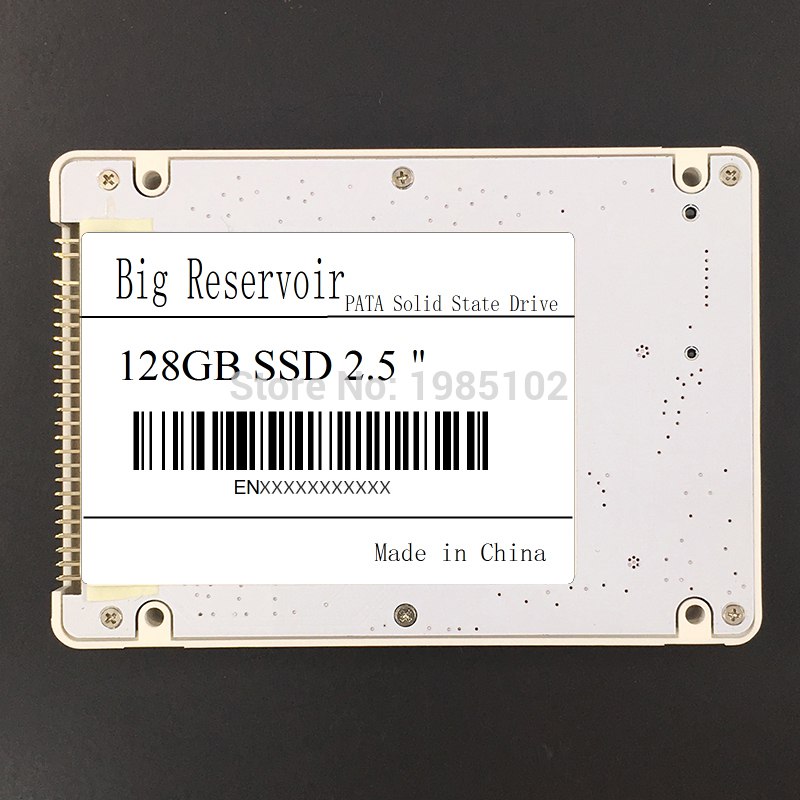 Big Reservoir
PATA Solid State Drive
128GB SSD 2.5 "
Store No: 1985102
ENXXXXXXXXXXX
Made in China